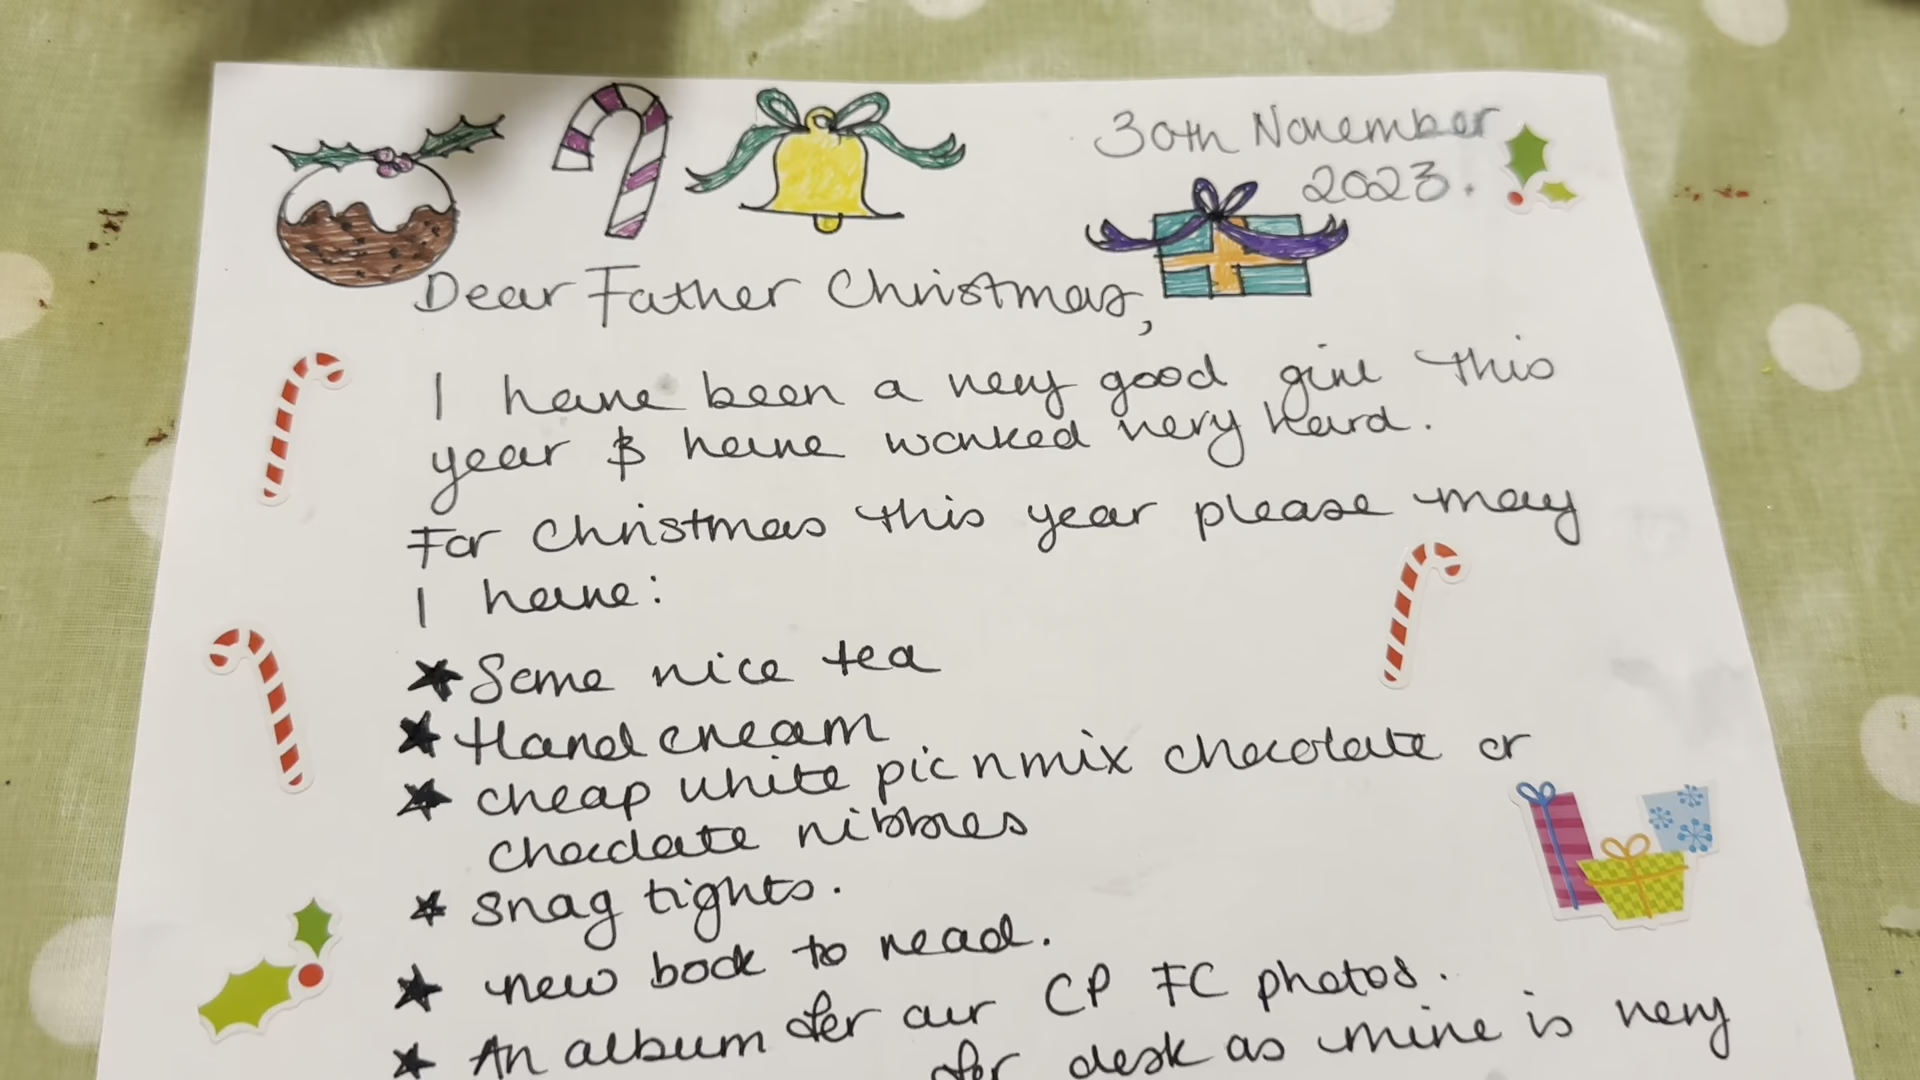 30th November
2023.
Dear Father Christmas,
I have been a very good girl this
year & have worked very hard.
For Christmas this year please may
I have:
Some nice tea
Hand cream
cheap white pic n mix chocolate or
chocolate nibbles
snag tights.
new book to read.
An album for our CP FC photos.
for desk as mine is very